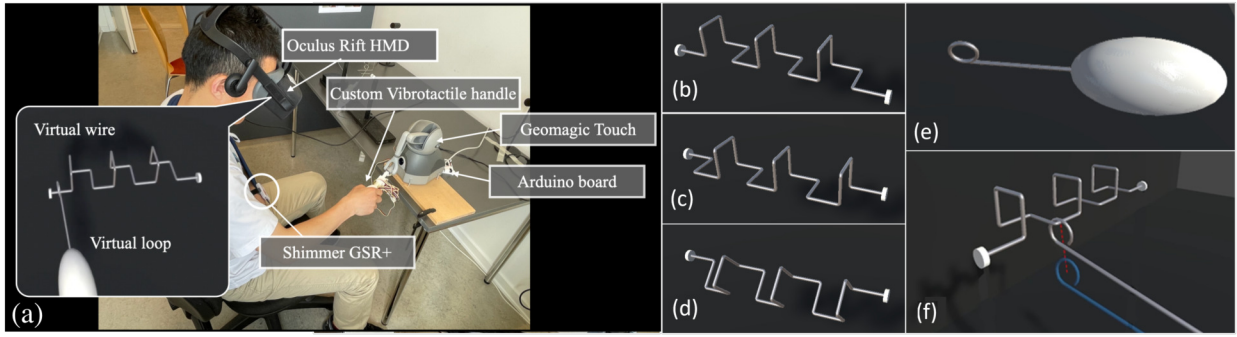 Oculus Rift HMD
Custom Vibrotactile handle
Virtual wire
Geomagic Touch
Arduino board
Virtual loop
Shimmer GSR+
(a)
(b)
(c)
(d)
(e)
(f)